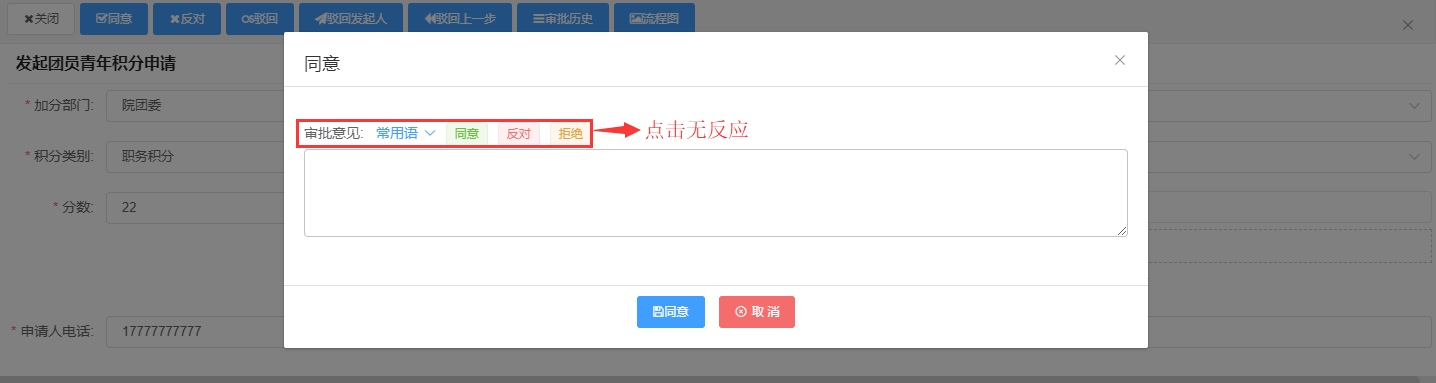 关闭 同意 反对 驳回 驳回发起人 驳回上一步 审批历史 流程图
发起团员青年积分申请
同意
* 加分部门: 院团委
审批意见: 常用语 同意 反对 拒绝 点击无反应
* 积分类别: 职务积分
* 分数: 22
同意 取 消
* 申请人电话: 17777777777